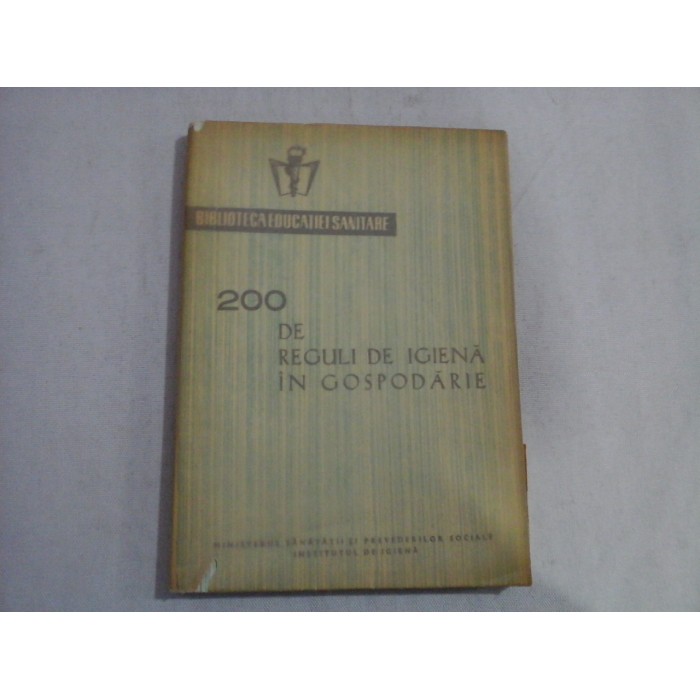 BIBLIOTECA EDUCAȚIEI SANITARE
200
DE
REGULI DE IGIENĂ
ÎN GOSPODĂRIE
MINISTERUL SĂNĂTĂȚII ȘI PREVEDERILOR SOCIALE
INSTITUTUL DE IGIENĂ